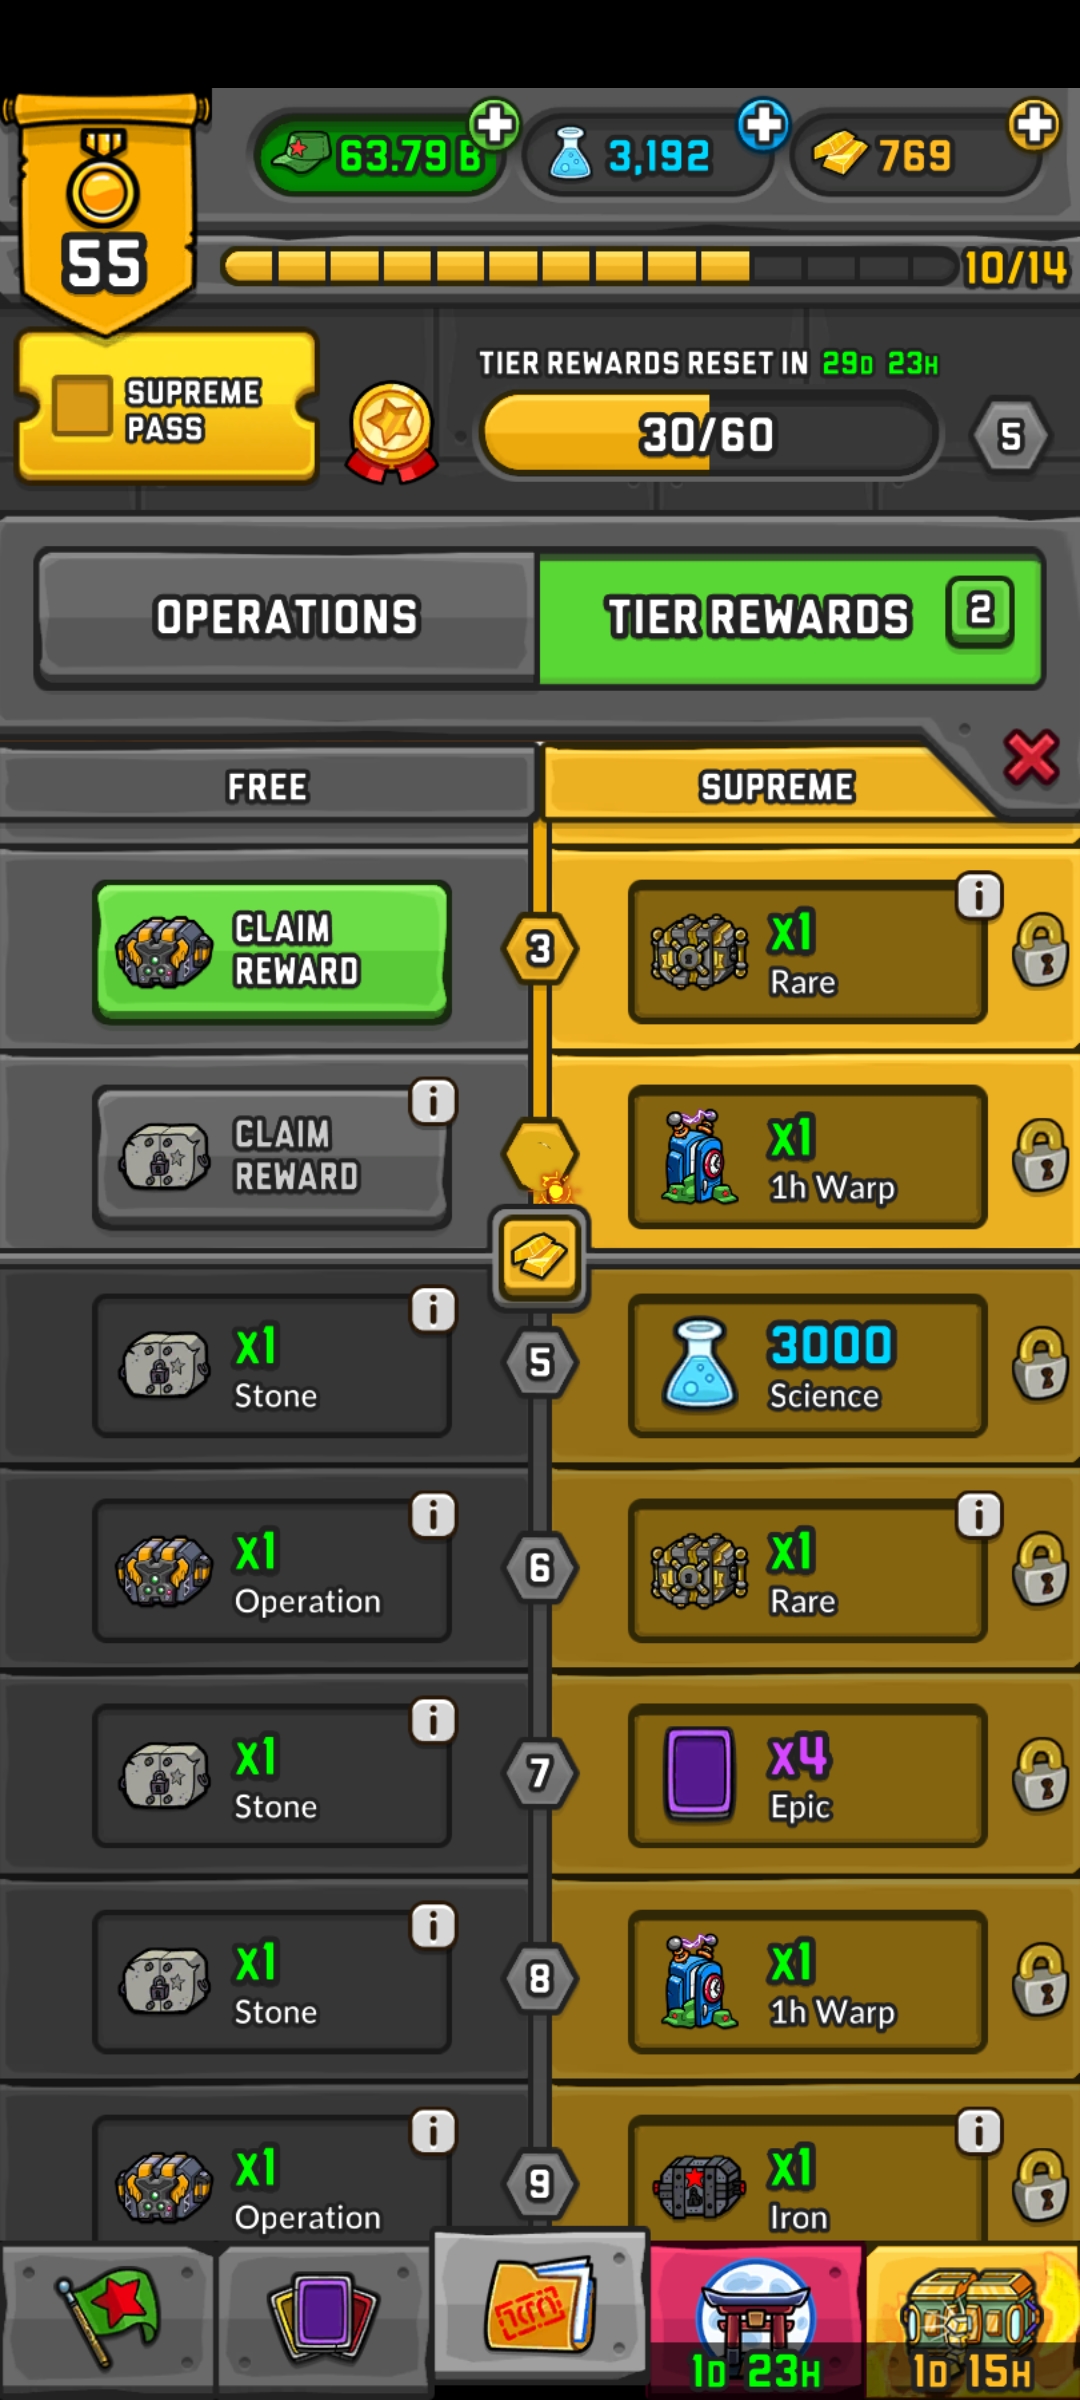 63.79 B
3,192
769
55
10/14
SUPREME
PASS
TIER REWARDS RESET IN 29D 23H
30/60
5
OPERATIONS
TIER REWARDS
2
FREE
SUPREME
CLAIM
REWARD
3
x1
Rare
CLAIM
REWARD
x1
1h Warp
x1
Stone
5
3000
Science
x1
Operation
6
x1
Rare
x1
Stone
7
x4
Epic
x1
Stone
8
x1
1h Warp
x1
Operation
9
x1
Iron
1D 23H
1D 15H